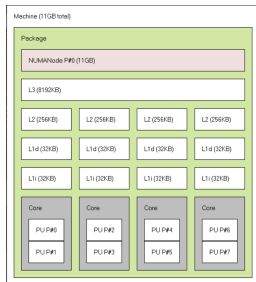 Machine (11GB total)
Package
NUMANode P#0 (11GB)
L3 (8192KB)
L2 (256KB) L2 (256KB) L2 (256KB) L2 (256KB)
L1d (32KB) L1d (32KB) L1d (32KB) L1d (32KB)
L1i (32KB) L1i (32KB) L1i (32KB) L1i (32KB)
Core Core Core Core
PU P#0 PU P#2 PU P#4 PU P#6
PU P#1 PU P#3 PU P#5 PU P#7